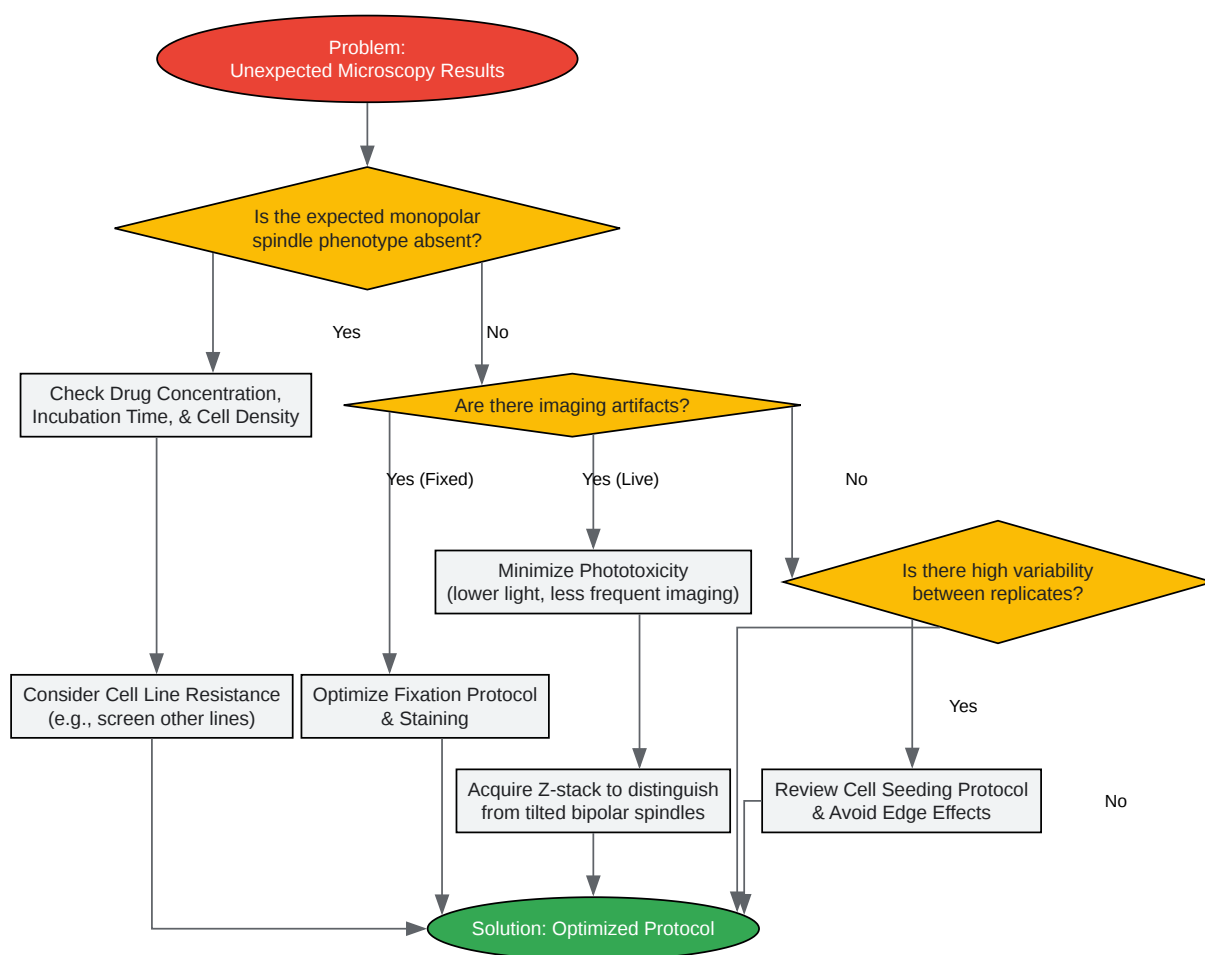 Problem:
Unexpected Microscopy Results
Is the expected monopolar
spindle phenotype absent?
Yes
No
Check Drug Concentration,
Incubation Time, & Cell Density
Are there imaging artifacts?
Yes (Fixed)
Yes (Live)
No
Minimize Phototoxicity
(lower light, less frequent imaging)
Is there high variability
between replicates?
Consider Cell Line Resistance
(e.g., screen other lines)
Optimize Fixation Protocol
& Staining
Yes
Acquire Z-stack to distinguish
from tilted bipolar spindles
Review Cell Seeding Protocol
& Avoid Edge Effects
No
Solution: Optimized Protocol